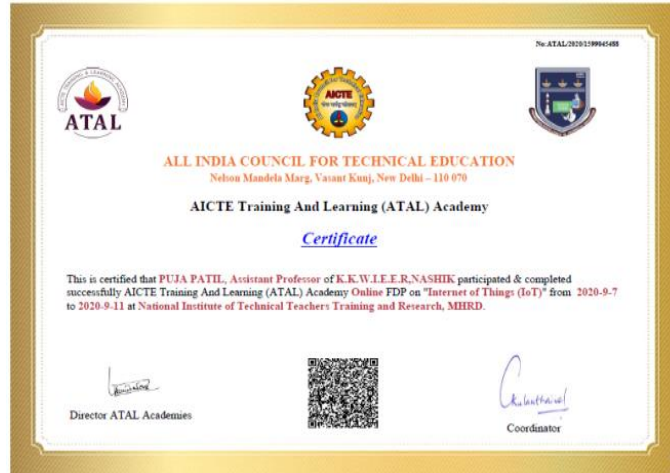 No:ATAL/2020/1599045488
ATAL
AICTE
ALL INDIA COUNCIL FOR TECHNICAL EDUCATION
Nelson Mandela Marg, Vasant Kunj, New Delhi – 110 070
AICTE Training And Learning (ATAL) Academy
Certificate
This is certified that PUJA PATIL, Assistant Professor of K.K.W.I.E.E.R,NASHIK participated & completed
successfully AICTE Training And Learning (ATAL) Academy Online FDP on "Internet of Things (IoT)" from 2020-9-7
to 2020-9-11 at National Institute of Technical Teachers Training and Research, MHRD.
Director ATAL Academies
Coordinator